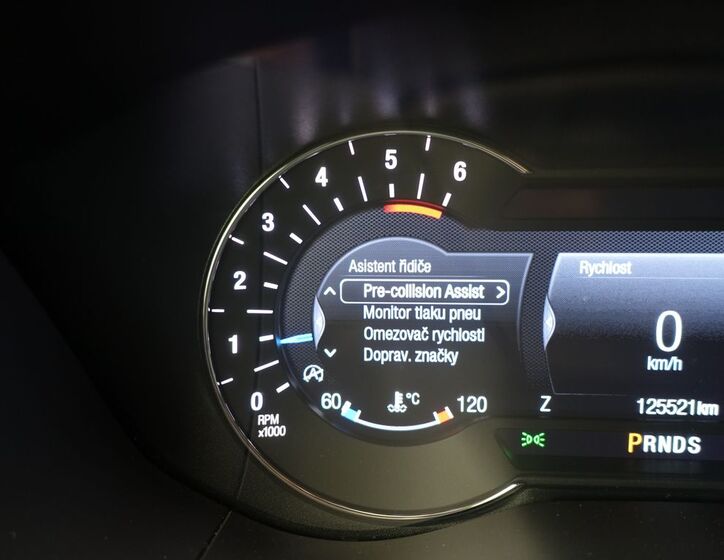 6
5
4
3
2
1
0
RPM
x1000
Asistent řidiče
Pre-collision Assist >
Monitor tlaku pneu
Omezovač rychlosti
Doprav. značky
A
60 °C 120
Rychlost
0
km/h
Z 125521 km
PRNDS